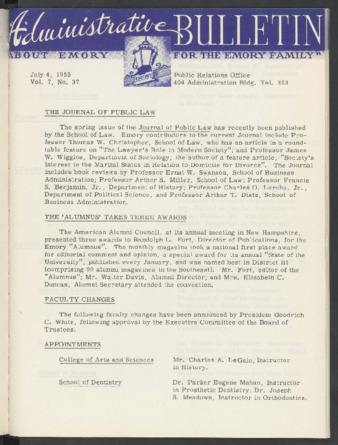 Administrative BULLETIN
"ABOUT EMORY FOR THE EMORY FAMILY"
July 4, 1955 Public Relations Office
Vol. 7, No. 37 404 Administration Bldg. Tel. 353
THE JOURNAL OF PUBLIC LAW
The spring issue of the Journal of Public Law has recently been published
by the School of Law. Emory contributors to the current Journal include Pro-
fessor Thomas W. Christopher, School of Law, who has an article in a round-
table feature on "The Lawyer's Role in Modern Society", and Professor James
W. Wiggins, Department of Sociology, the author of a feature article, "Society's
Interest in the Marital Status in Relation to Domicile for Divorce". The Journal
includes book reviews by Professor Ernst W. Swanson, School of Business
Administration; Professor Arthur S. Miller, School of Law; Professor Francis
S. Benjamin, Jr., Department of History; Professor Charles D. Lerche, Jr.,
Department of Political Science, and Professor Arthur T. Dietz, School of
Business Administration.
THE 'ALUMNUS' TAKES THREE AWARDS
The American Alumni Council, at its annual meeting in New Hampshire,
presented three awards to Randolph L. Fort, Director of Publications, for the
Emory "Alumnus". The monthly magazine took a national first place award
for editorial comment and opinion, a special award for its annual "State of the
University", published every January, and was named best in District III
(comprising 90 alumni magazines in the Southeast). Mr. Fort, editor of the
"Alumnus"; Mr. Walter Davis, Alumni Director; and Mrs. Elizabeth C.
Duncan, Alumni Secretary attended the convention.
FACULTY CHANGES
The following faculty changes have been announced by President Goodrich
C. White, following approval by the Executive Committee of the Board of
Trustees.
APPOINTMENTS
College of Arts and Sciences Mr. Charles A. LeGuin, Instructor
in History.
School of Dentistry Dr. Parker Eugene Mahan, Instructor
in Prosthetic Dentistry; Dr. Joseph
S. Meadows, Instructor in Orthodontics.